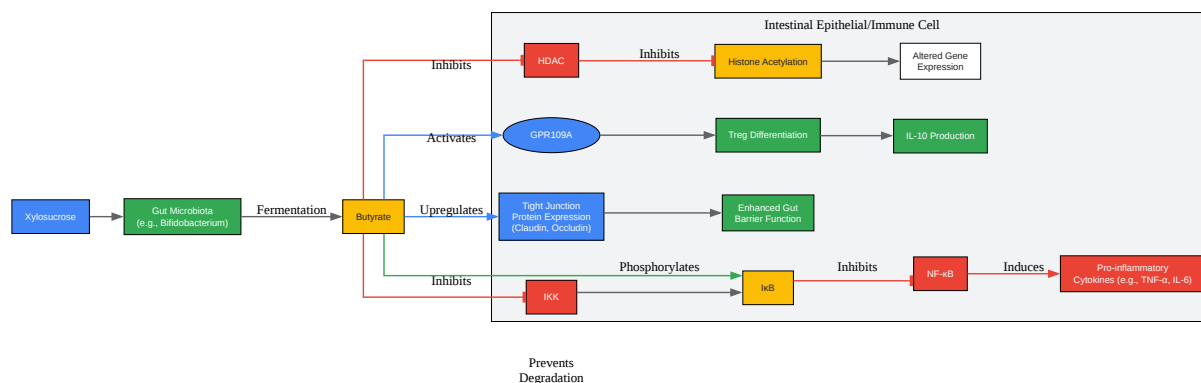 Intestinal Epithelial/Immune Cell
Inhibits
HDAC
Inhibits
Histone Acetylation
Altered Gene
Expression
Activates
GPR109A
Treg Differentiation
IL-10 Production
Xylosucrose
Gut Microbiota
(e.g., Bifidobacterium)
Fermentation
Butyrate
Upregulates
Tight Junction
Protein Expression
(Claudin, Occludin)
Enhanced Gut
Barrier Function
Inhibits
IKK
Phosphorylates
IκB
Inhibits
NF-κB
Induces
Pro-inflammatory
Cytokines (e.g., TNF-α, IL-6)
Prevents
Degradation